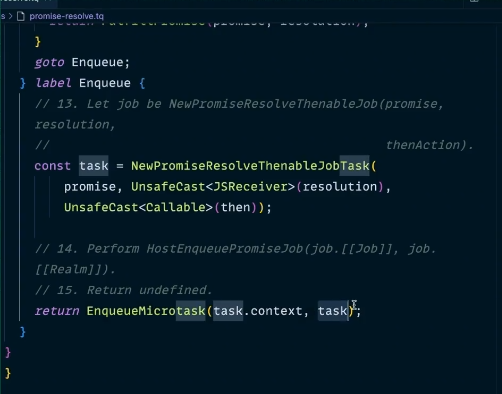 s > promise-resolve.tq
return FulfillPromise(promise, resolution);
}
goto Enqueue;
} label Enqueue {
// 13. Let job be NewPromiseResolveThenableJob(promise,
resolution,
// thenAction).
const task = NewPromiseResolveThenableJobTask(
promise, UnsafeCast<JSReceiver>(resolution),
UnsafeCast<Callable>(then));
// 14. Perform HostEnqueuePromiseJob(job.[[Job]], job.
[[Realm]]).
// 15. Return undefined.
return EnqueueMicrotask(task.context, task);
}
}
}